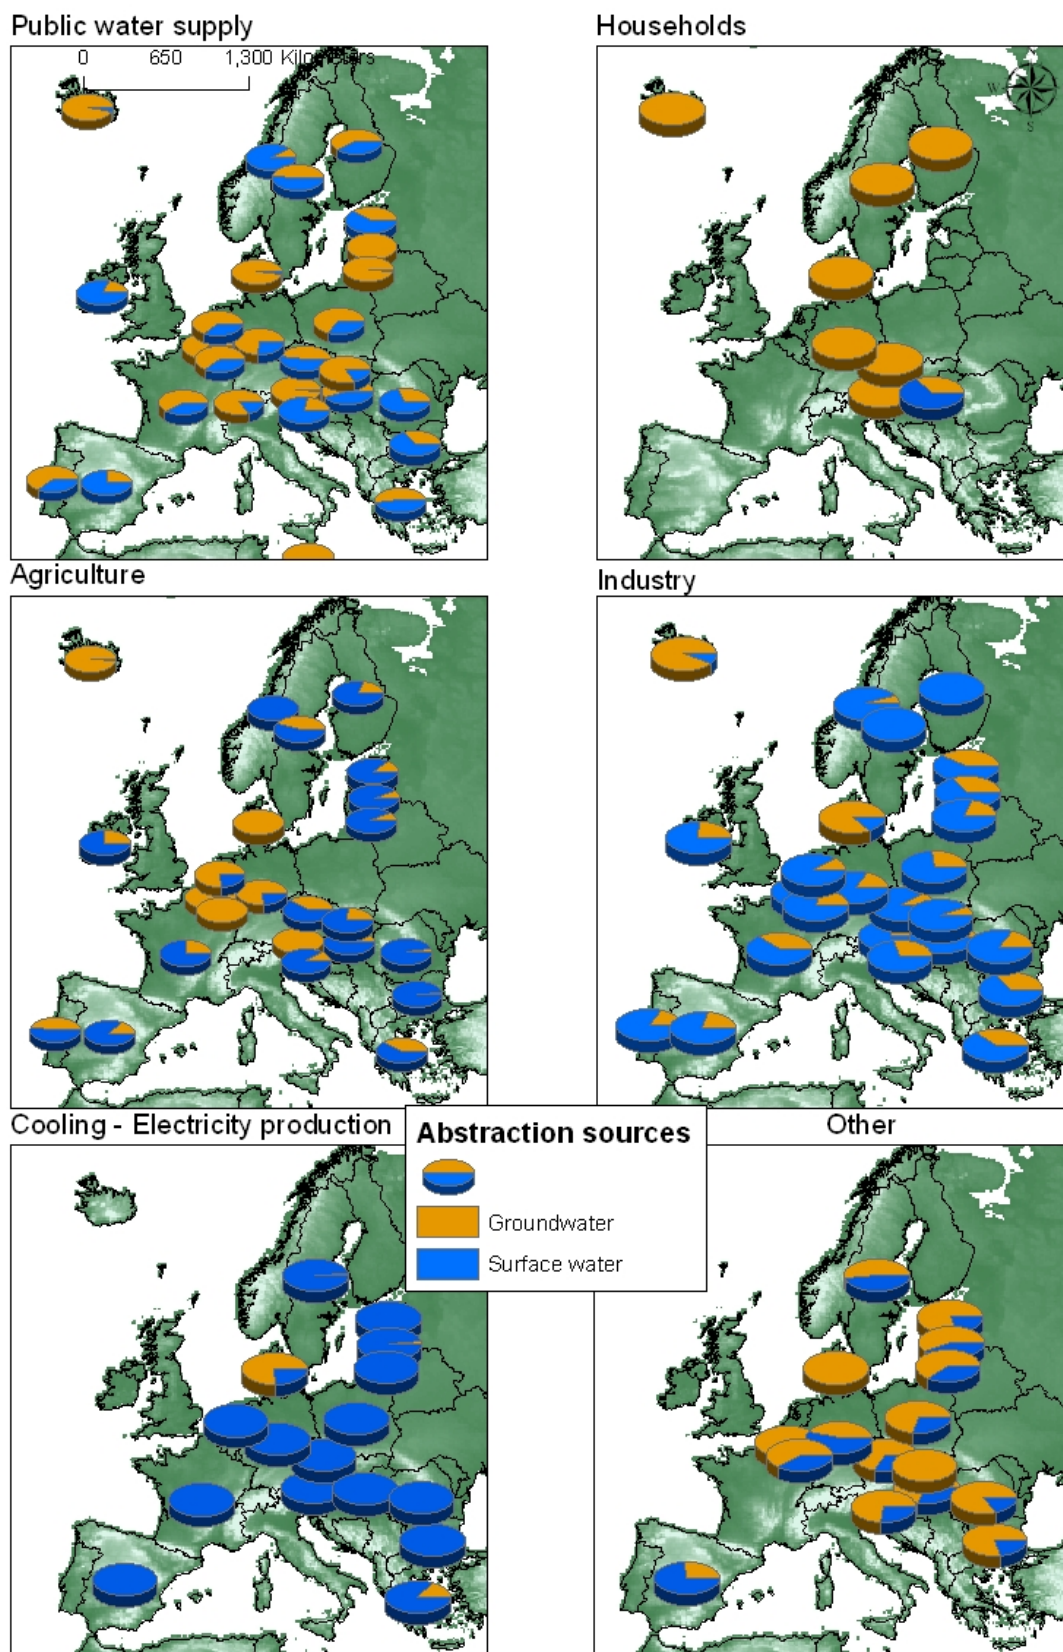 Public water supply
Households
0 650 1,300 Kilometers
W
S
Agriculture
Industry
Cooling - Electricity production
Other
Abstraction sources
Groundwater
Surface water